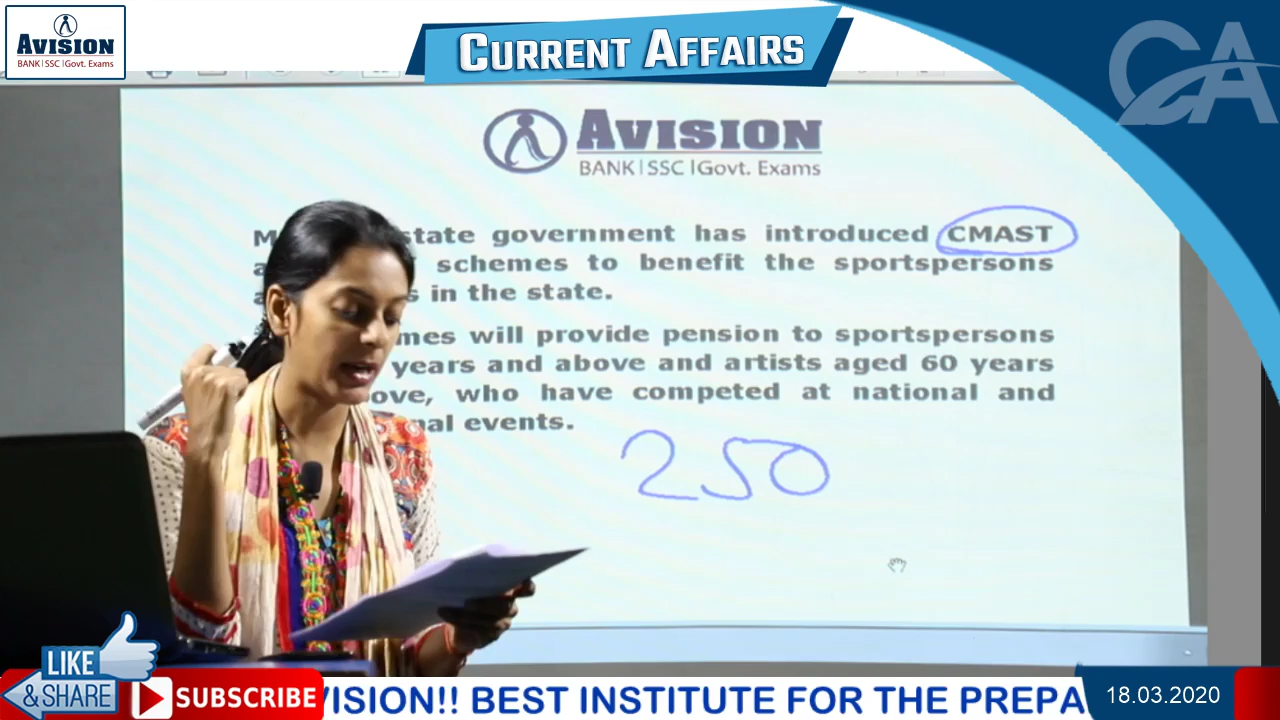 AVISION
BANK | SSC | Govt. Exams
CURRENT AFFAIRS
CA
AVISION
BANK | SSC | Govt. Exams
state government has introduced CMAST
schemes to benefit the sportspersons
in the state.
will provide pension to sportspersons
years and above and artists aged 60 years
who have competed at national and
events.
250
LIKE
& SHARE
SUBSCRIBE
VISION!! BEST INSTITUTE FOR THE PREPA
18.03.2020